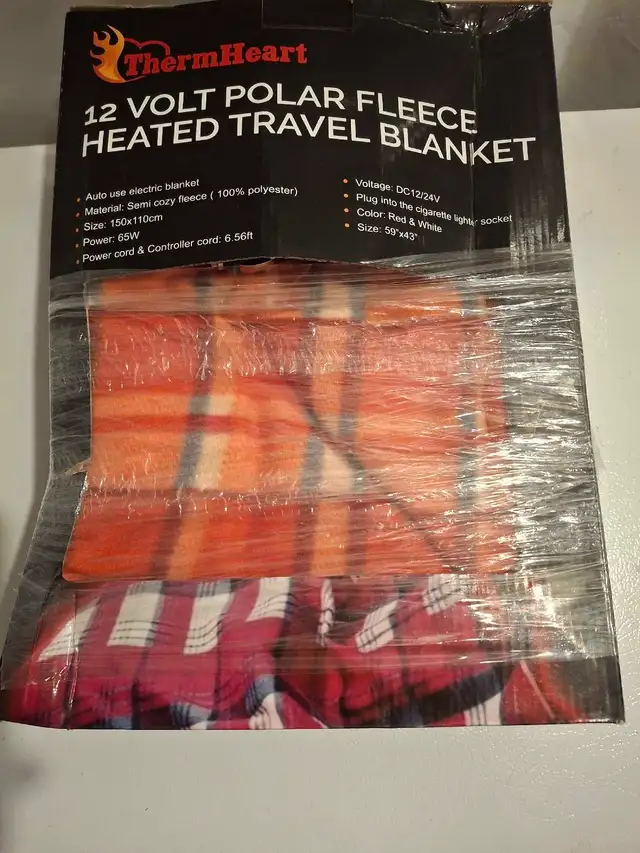 ThermHeart
12 VOLT POLAR FLEECE
HEATED TRAVEL BLANKET
Auto use electric blanket
Material: Semi cozy fleece ( 100% polyester)
Size: 150x110cm
Power: 65W
Power cord & Controller cord: 6.56ft
Voltage: DC12/24V
Plug into the cigarette lighter socket
Color: Red & White
Size: 59"x43"